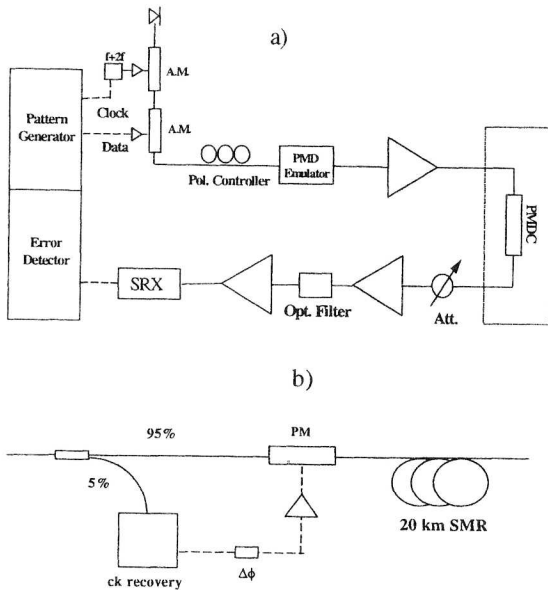 a)
f+2f
A.M.
Clock
A.M.
Data
Pattern
Generator
Pol. Controller
PMD
Emulator
PMDC
Error
Detector
SRX
Opt. Filter
Att.
b)
95%
PM
5%
20 km SMR
Δϕ
ck recovery